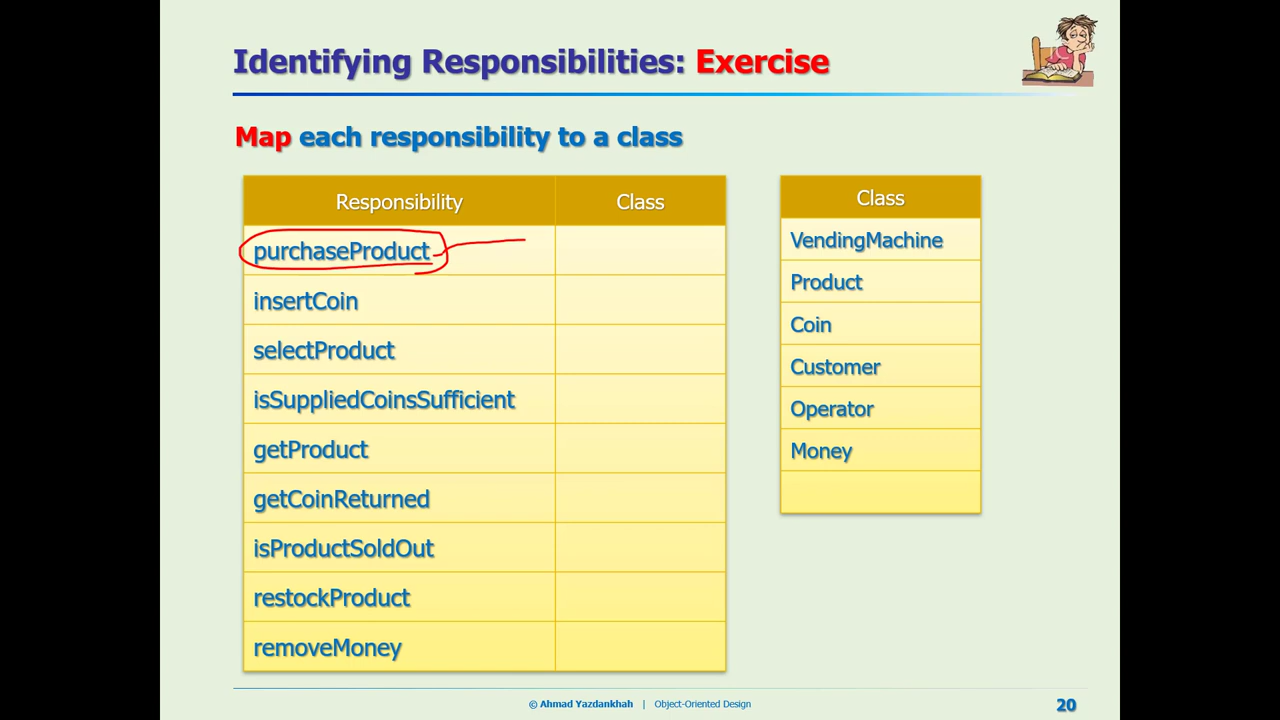 Identifying Responsibilities: Exercise
Map each responsibility to a class
Responsibility Class
purchaseProduct
insertCoin
selectProduct
isSuppliedCoinsSufficient
getProduct
getCoinReturned
isProductSoldOut
restockProduct
removeMoney
Class
VendingMachine
Product
Coin
Customer
Operator
Money
© Ahmad Yazdankhah | Object-Oriented Design
20